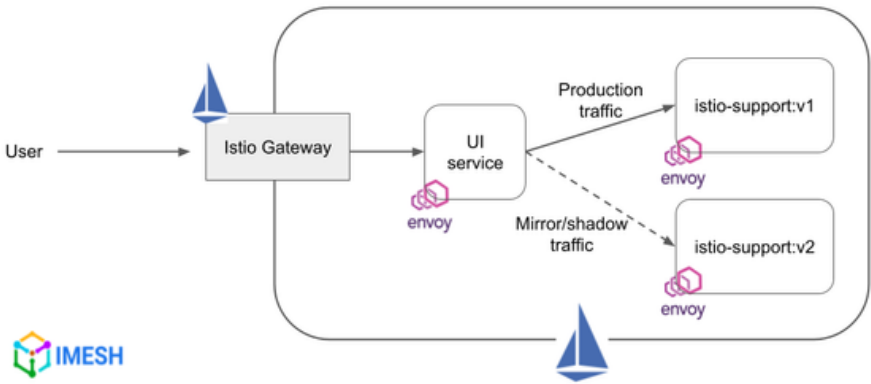 User
Istio Gateway
UI
service
envoy
Production
traffic
istio-support:v1
envoy
Mirror/shadow
traffic
istio-support:v2
envoy
IMESH